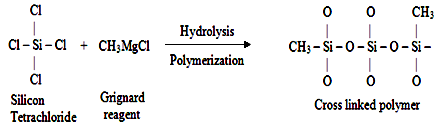 Cl O O CH₃
Cl – Si – Cl + CH₃MgCl Hydrolysis Polymerization CH₃ – Si – O – Si – O – Si –
Cl O O O
Silicon Tetrachloride
Grignard reagent
Cross linked polymer